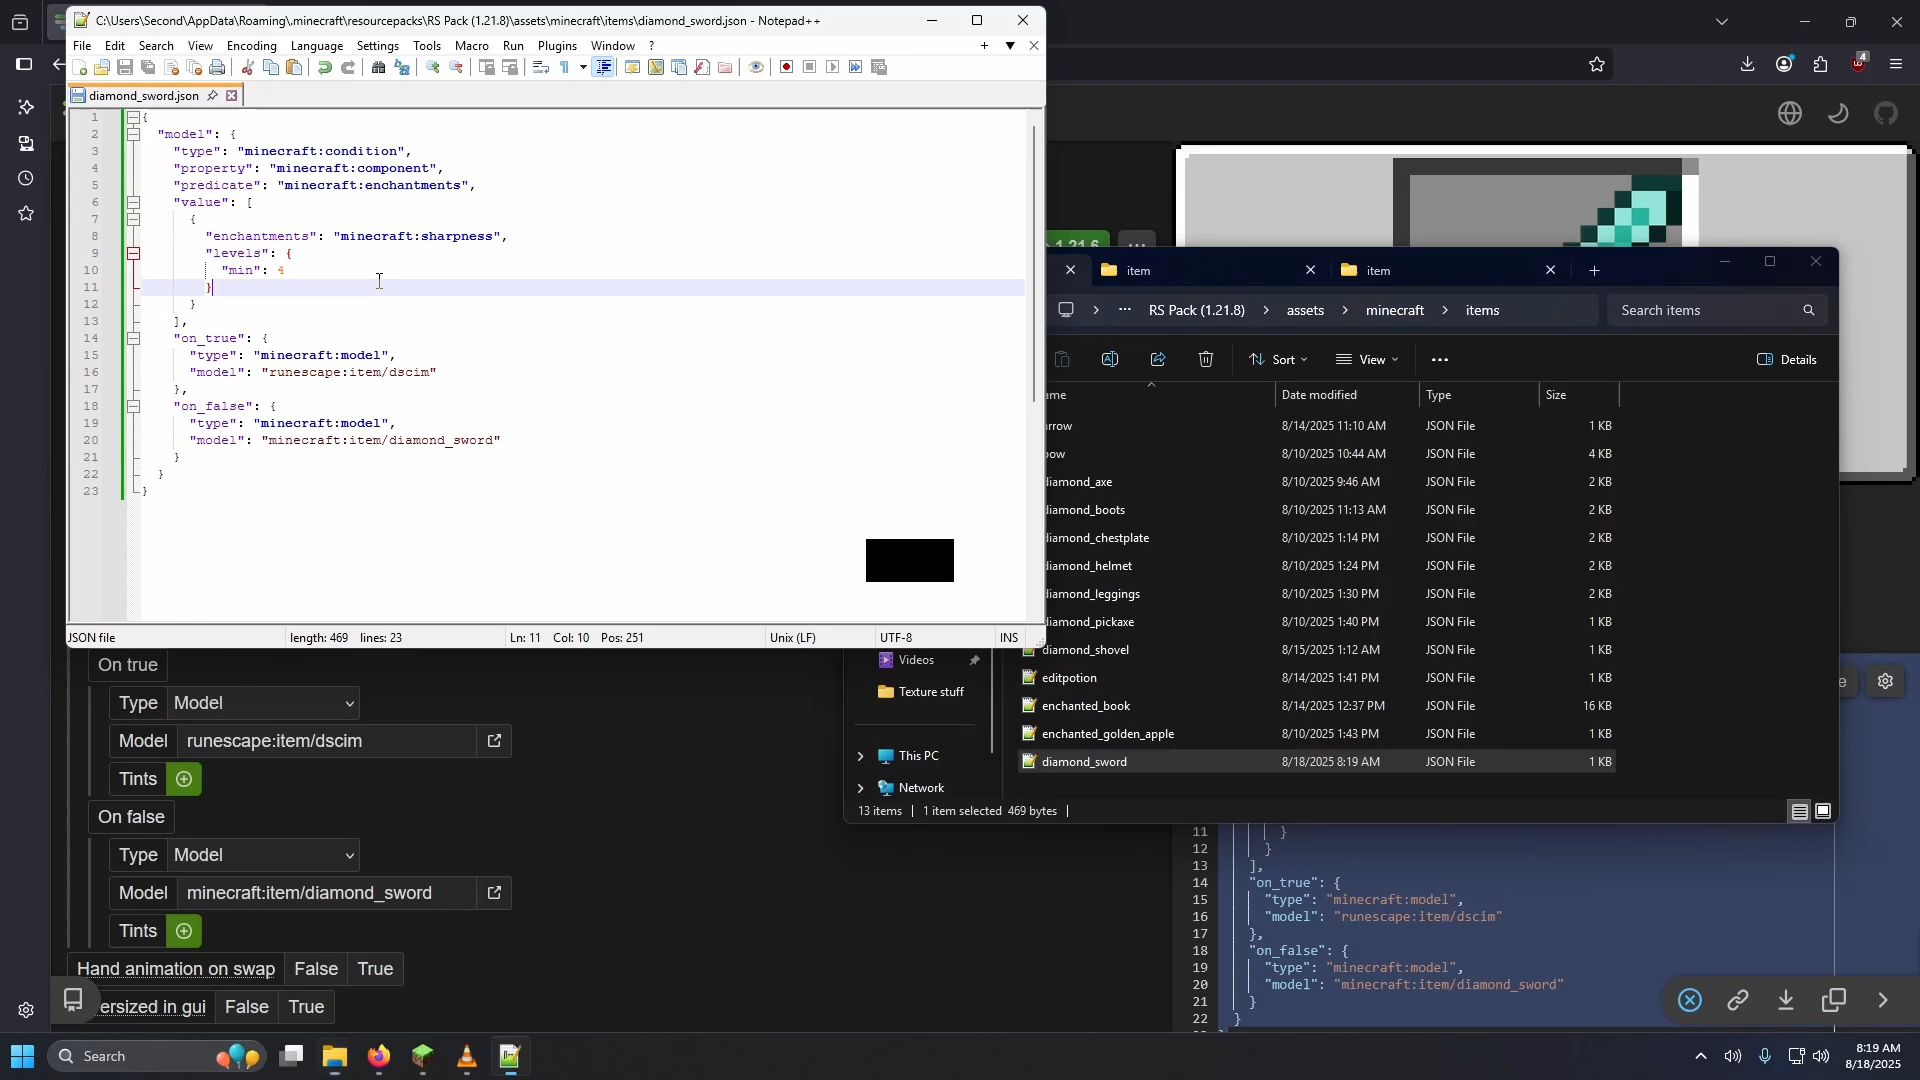 C:\Users\Second\AppData\Roaming\.minecraft\resourcepacks\RS Pack (1.21.8)\assets\minecraft\items\diamond_sword.json - Notepad++
File Edit Search View Encoding Language Settings Tools Macro Run Plugins Window ?
diamond_sword.json
1 {
2 "model": {
3 "type": "minecraft:condition",
4 "property": "minecraft:component",
5 "predicate": "minecraft:enchantments",
6 "value": [
7 {
8 "enchantments": "minecraft:sharpness",
9 "levels": {
10 "min": 4
11 }
12 }
13 ],
14 "on_true": {
15 "type": "minecraft:model",
16 "model": "runescape:item/dscim"
17 },
18 "on_false": {
19 "type": "minecraft:model",
20 "model": "minecraft:item/diamond_sword"
21 }
22 }
23 }
JSON file length: 469 lines: 23 Ln: 11 Col: 10 Pos: 251 Unix (LF) UTF-8 INS
4
1.21.6
item
item
RS Pack (1.21.8) > assets > minecraft > items
Search items
Sort View Details
ame Date modified Type Size
rrow 8/14/2025 11:10 AM JSON File 1 KB
ow 8/10/2025 10:44 AM JSON File 4 KB
iamond_axe 8/10/2025 9:46 AM JSON File 2 KB
iamond_boots 8/10/2025 11:13 AM JSON File 2 KB
iamond_chestplate 8/10/2025 1:14 PM JSON File 2 KB
iamond_helmet 8/10/2025 1:24 PM JSON File 2 KB
iamond_leggings 8/10/2025 1:30 PM JSON File 2 KB
iamond_pickaxe 8/10/2025 1:40 PM JSON File 2 KB
diamond_shovel 8/15/2025 1:12 AM JSON File 1 KB
editpotion 8/14/2025 1:41 PM JSON File 1 KB
enchanted_book 8/14/2025 12:37 PM JSON File 16 KB
enchanted_golden_apple 8/10/2025 1:43 PM JSON File 1 KB
diamond_sword 8/18/2025 8:19 AM JSON File 1 KB
Videos
Texture stuff
This PC
Network
13 items 1 item selected 469 bytes
On true
Type Model
Model runescape:item/dscim
Tints
On false
Type Model
Model minecraft:item/diamond_sword
Tints
Hand animation on swap False True
ersized in gui False True
e
11 }
12 }
13 ],
14 "on_true": {
15 "type": "minecraft:model",
16 "model": "runescape:item/dscim"
17 },
18 "on_false": {
19 "type": "minecraft:model",
20 "model": "minecraft:item/diamond_sword"
21 }
22 }
Search
8:19 AM
8/18/2025